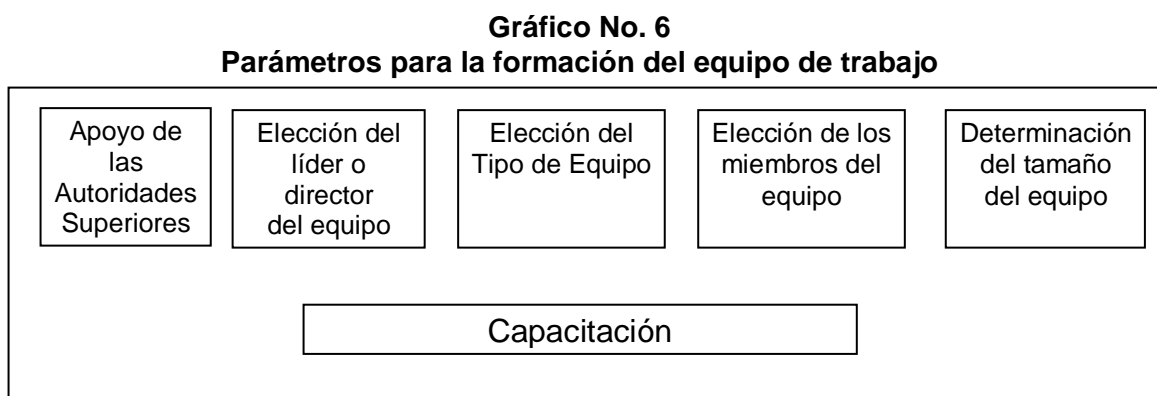 Gráfico No. 6
Parámetros para la formación del equipo de trabajo
Apoyo de
las
Autoridades
Superiores
Elección del
líder o
director
del equipo
Elección del
Tipo de Equipo
Elección de los
miembros del
equipo
Determinación
del tamaño
del equipo
Capacitación